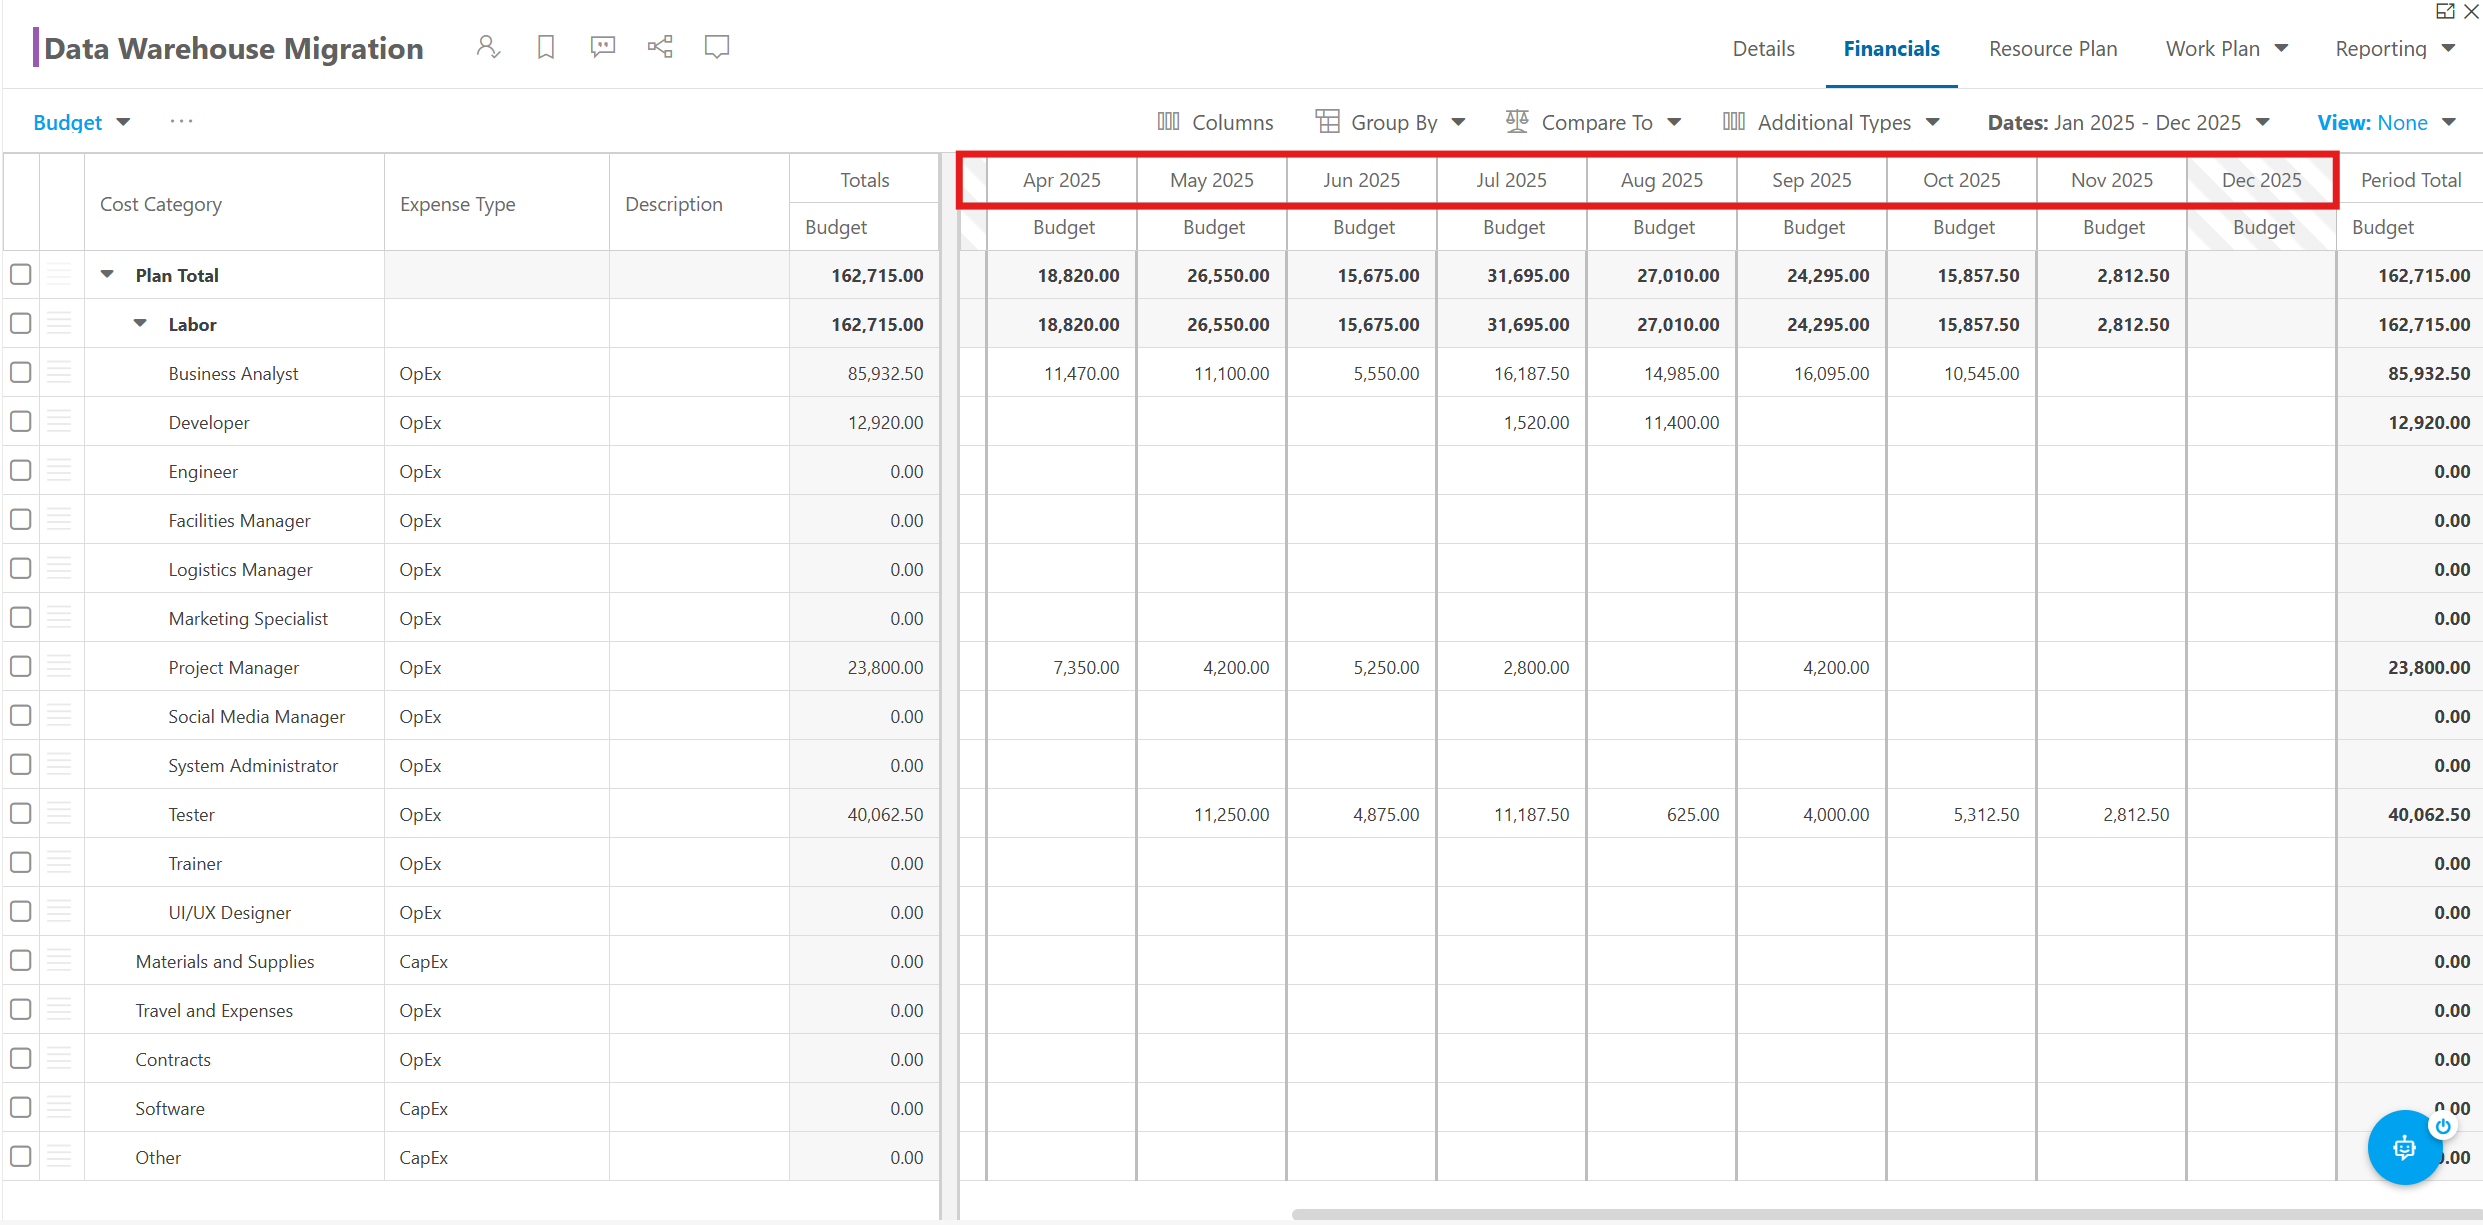 Data Warehouse Migration
Details Financials Resource Plan Work Plan Reporting
Budget ... Columns Group By Compare To Additional Types Dates: Jan 2025 - Dec 2025 View: None
Cost Category Expense Type Description Totals Apr 2025 May 2025 Jun 2025 Jul 2025 Aug 2025 Sep 2025 Oct 2025 Nov 2025 Dec 2025 Period Total
Budget Budget Budget Budget Budget Budget Budget Budget Budget Budget Budget
Plan Total 162,715.00 18,820.00 26,550.00 15,675.00 31,695.00 27,010.00 24,295.00 15,857.50 2,812.50 162,715.00
Labor 162,715.00 18,820.00 26,550.00 15,675.00 31,695.00 27,010.00 24,295.00 15,857.50 2,812.50 162,715.00
Business Analyst OpEx 85,932.50 11,470.00 11,100.00 5,550.00 16,187.50 14,985.00 16,095.00 10,545.00 85,932.50
Developer OpEx 12,920.00 1,520.00 11,400.00 12,920.00
Engineer OpEx 0.00 0.00
Facilities Manager OpEx 0.00 0.00
Logistics Manager OpEx 0.00 0.00
Marketing Specialist OpEx 0.00 0.00
Project Manager OpEx 23,800.00 7,350.00 4,200.00 5,250.00 2,800.00 4,200.00 23,800.00
Social Media Manager OpEx 0.00 0.00
System Administrator OpEx 0.00 0.00
Tester OpEx 40,062.50 11,250.00 4,875.00 11,187.50 625.00 4,000.00 5,312.50 2,812.50 40,062.50
Trainer OpEx 0.00 0.00
UI/UX Designer OpEx 0.00 0.00
Materials and Supplies CapEx 0.00 0.00
Travel and Expenses OpEx 0.00 0.00
Contracts OpEx 0.00 0.00
Software CapEx 0.00 0.00
Other CapEx 0.00 .00